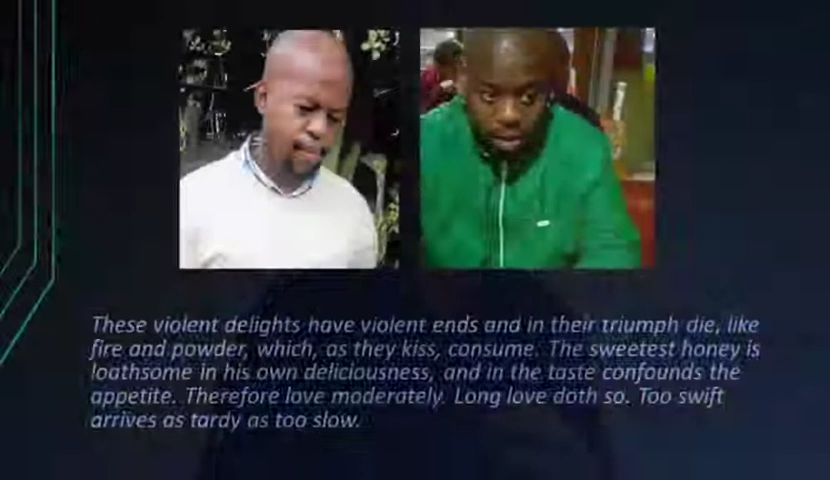 These violent delights have violent ends and in their triumph die, like
fire and powder, which, as they kiss, consume. The sweetest honey is
loathsome in his own deliciousness, and in the taste confounds the
appetite. Therefore love moderately. Long love doth so. Too swift
arrives as tardy as too slow.